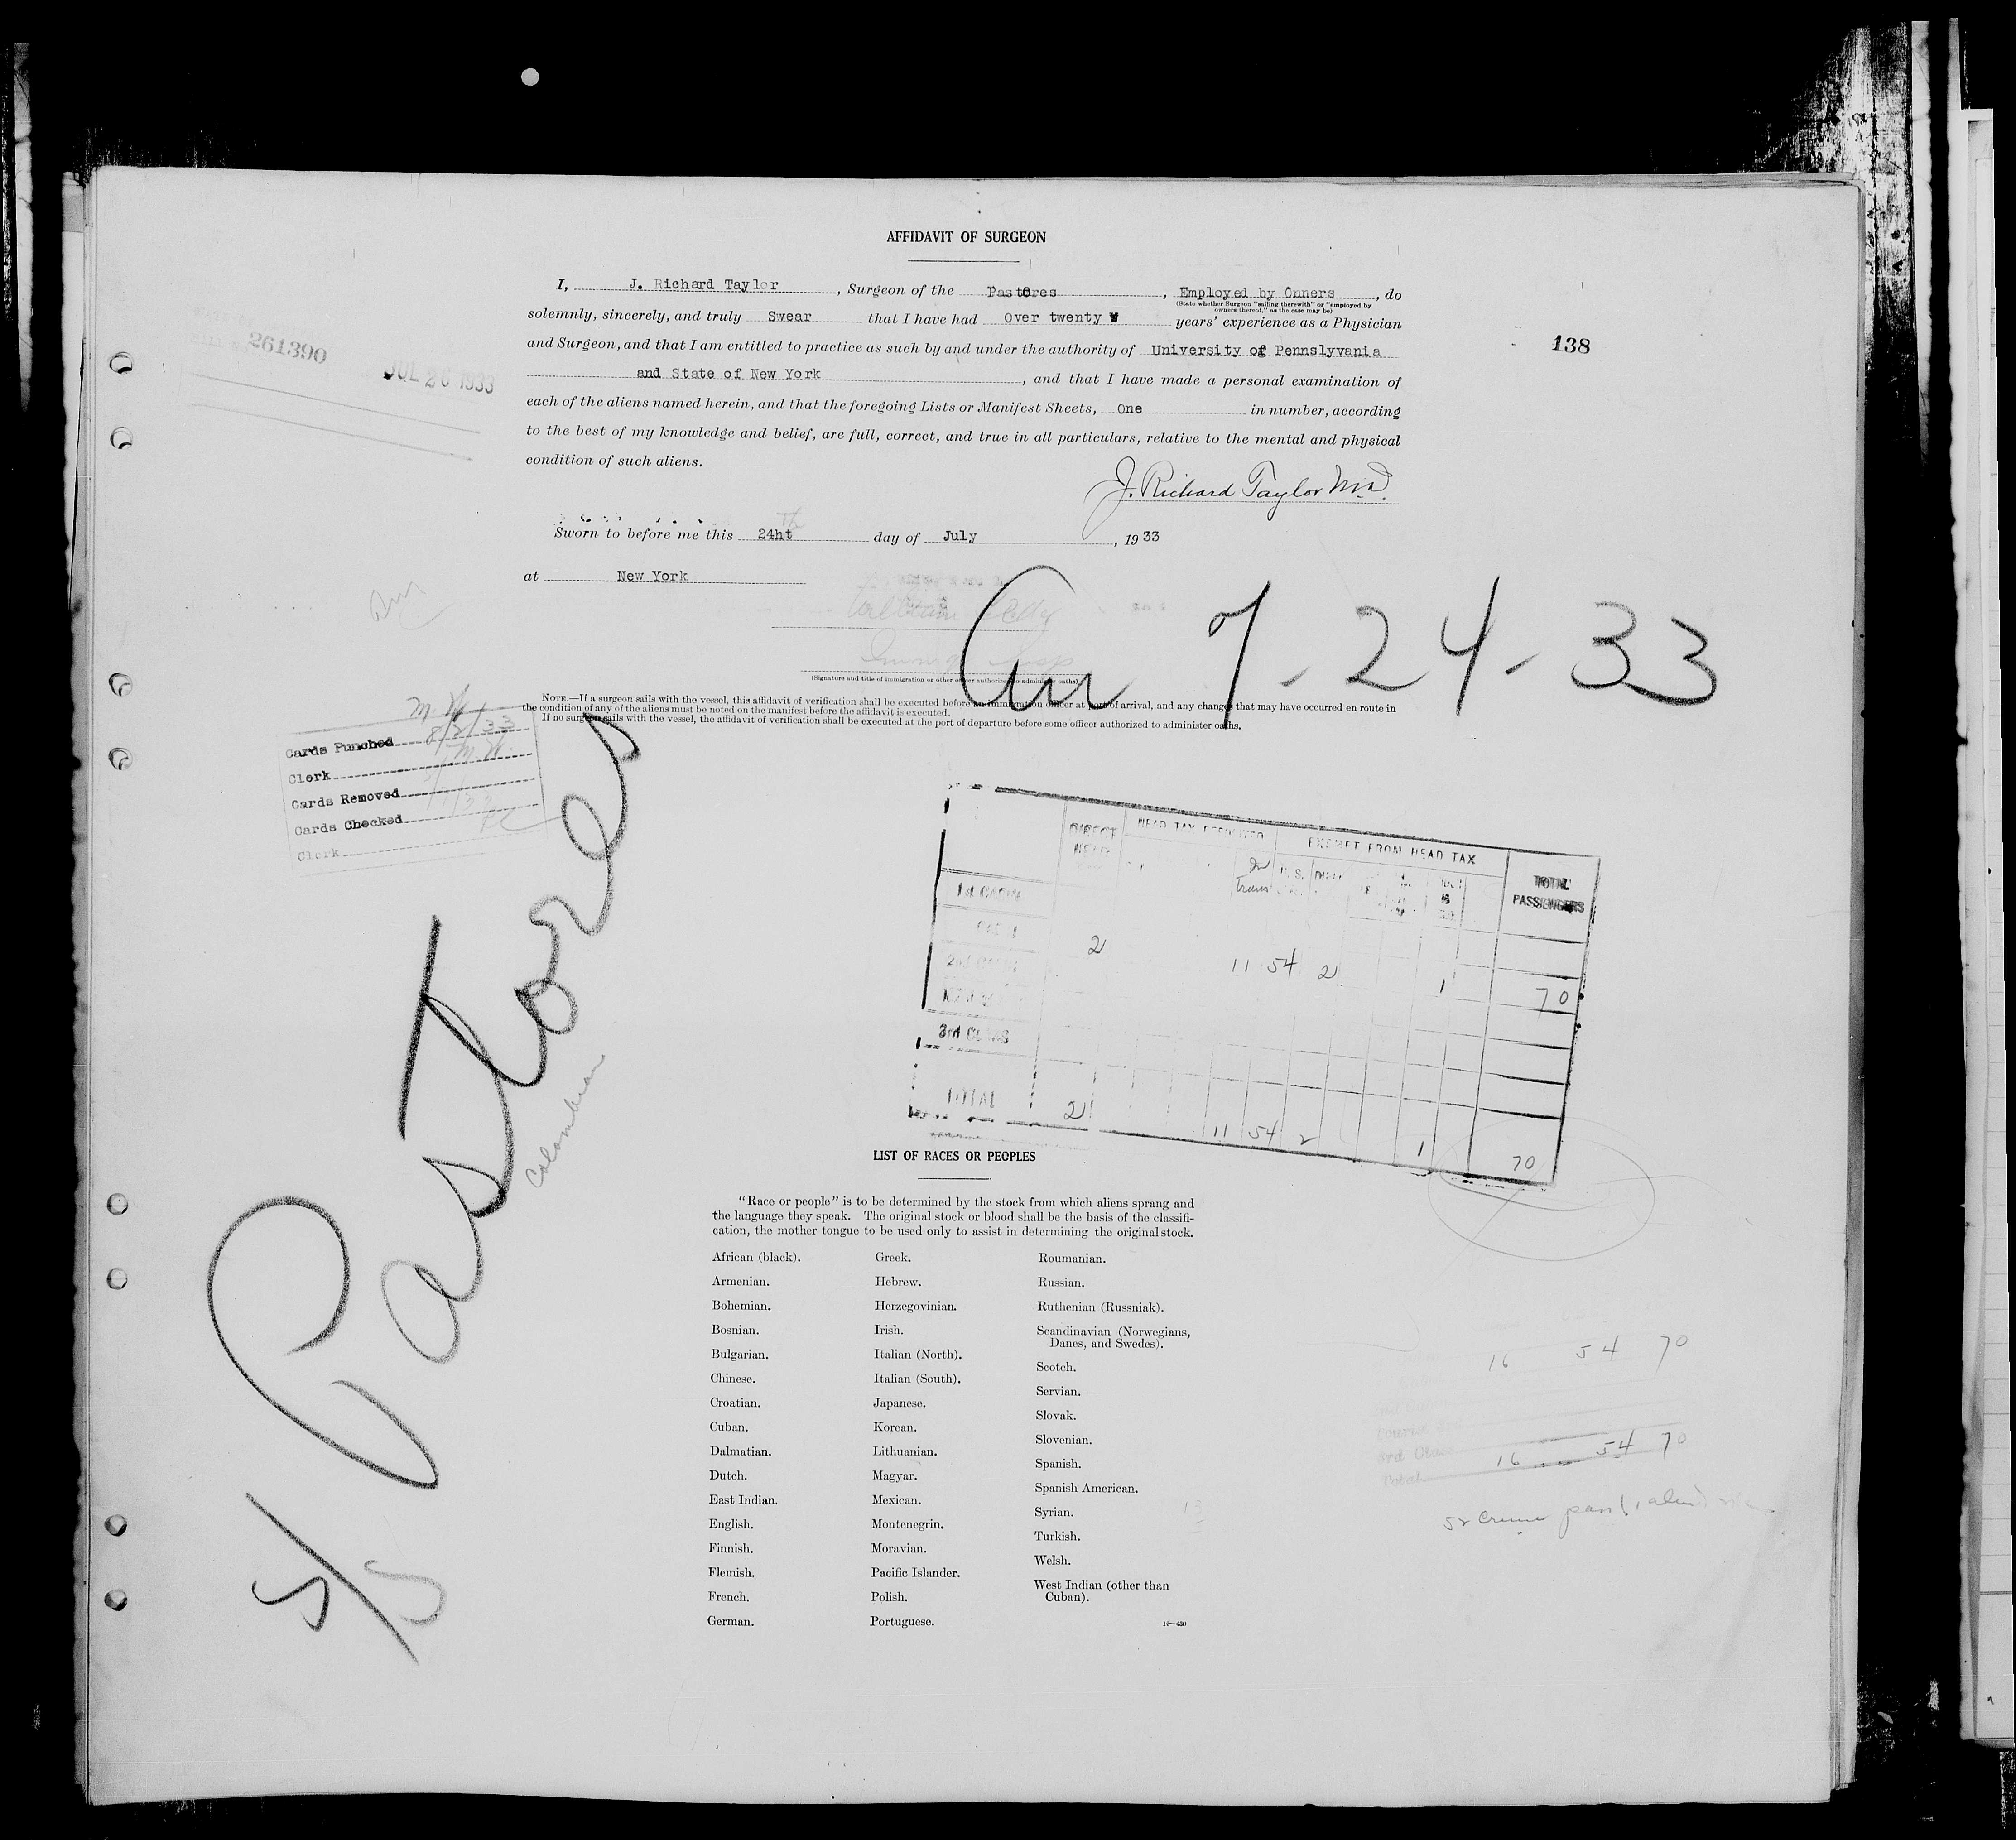 AFFIDAVIT OF SURGEON
I, J. Richard Taylor, Surgeon of the Pastores, Employed by Onners, do
(State whether Surgeon "sailing therewith" or "employed by
owners thereof," as the case may be)
solemnly, sincerely, and truly Swear that I have had Over twenty years' experience as a Physician
and Surgeon, and that I am entitled to practice as such by and under the authority of University of Pennslyvania
and State of New York, and that I have made a personal examination of
each of the aliens named herein, and that the foregoing Lists or Manifest Sheets, One in number, according
to the best of my knowledge and belief, are full, correct, and true in all particulars, relative to the mental and physical
condition of such aliens.
138
261390
JUL 26 1933
J. Richard Taylor M.D.
Sworn to before me this 24ht day of July, 1933
th
at New York
Arr 7-24-33
(Signature and title of immigration or other officer authorized to administer oaths)
NOTE.—If a surgeon sails with the vessel, this affidavit of verification shall be executed before an immigration officer at port of arrival, and any changes that may have occurred en route in
the condition of any of the aliens must be noted on the manifest before the affidavit is executed.
If no surgeon sails with the vessel, the affidavit of verification shall be executed at the port of departure before some officer authorized to administer oaths.
M.W.
Cards Punched 8/2/33
Clerk M.W.
Cards Removed
Cards Checked
Clerk
S/S Pastores
Colombian
DIRECT HEAD TAX EXEMPT FROM HEAD TAX TOTAL
PASSENGERS
trans U.S.
1st CABIN
2 11 54 2 1 70
3rd CLASS
TOTAL 2 11 54 2 1 70
LIST OF RACES OR PEOPLES
"Race or people" is to be determined by the stock from which aliens sprang and
the language they speak. The original stock or blood shall be the basis of the classifi-
cation, the mother tongue to be used only to assist in determining the original stock.
African (black).
Armenian.
Bohemian.
Bosnian.
Bulgarian.
Chinese.
Croatian.
Cuban.
Dalmatian.
Dutch.
East Indian.
English.
Finnish.
Flemish.
French.
German.
Greek.
Hebrew.
Herzegovinian.
Irish.
Italian (North).
Italian (South).
Japanese.
Korean.
Lithuanian.
Magyar.
Mexican.
Montenegrin.
Moravian.
Pacific Islander.
Polish.
Portuguese.
Roumanian.
Russian.
Ruthenian (Russniak).
Scandinavian (Norwegians,
Danes, and Swedes).
Scotch.
Servian.
Slovak.
Slovenian.
Spanish.
Spanish American.
Syrian.
Turkish.
Welsh.
West Indian (other than
Cuban).
14—430
16 54 70
3rd Class
Total 16 54 70